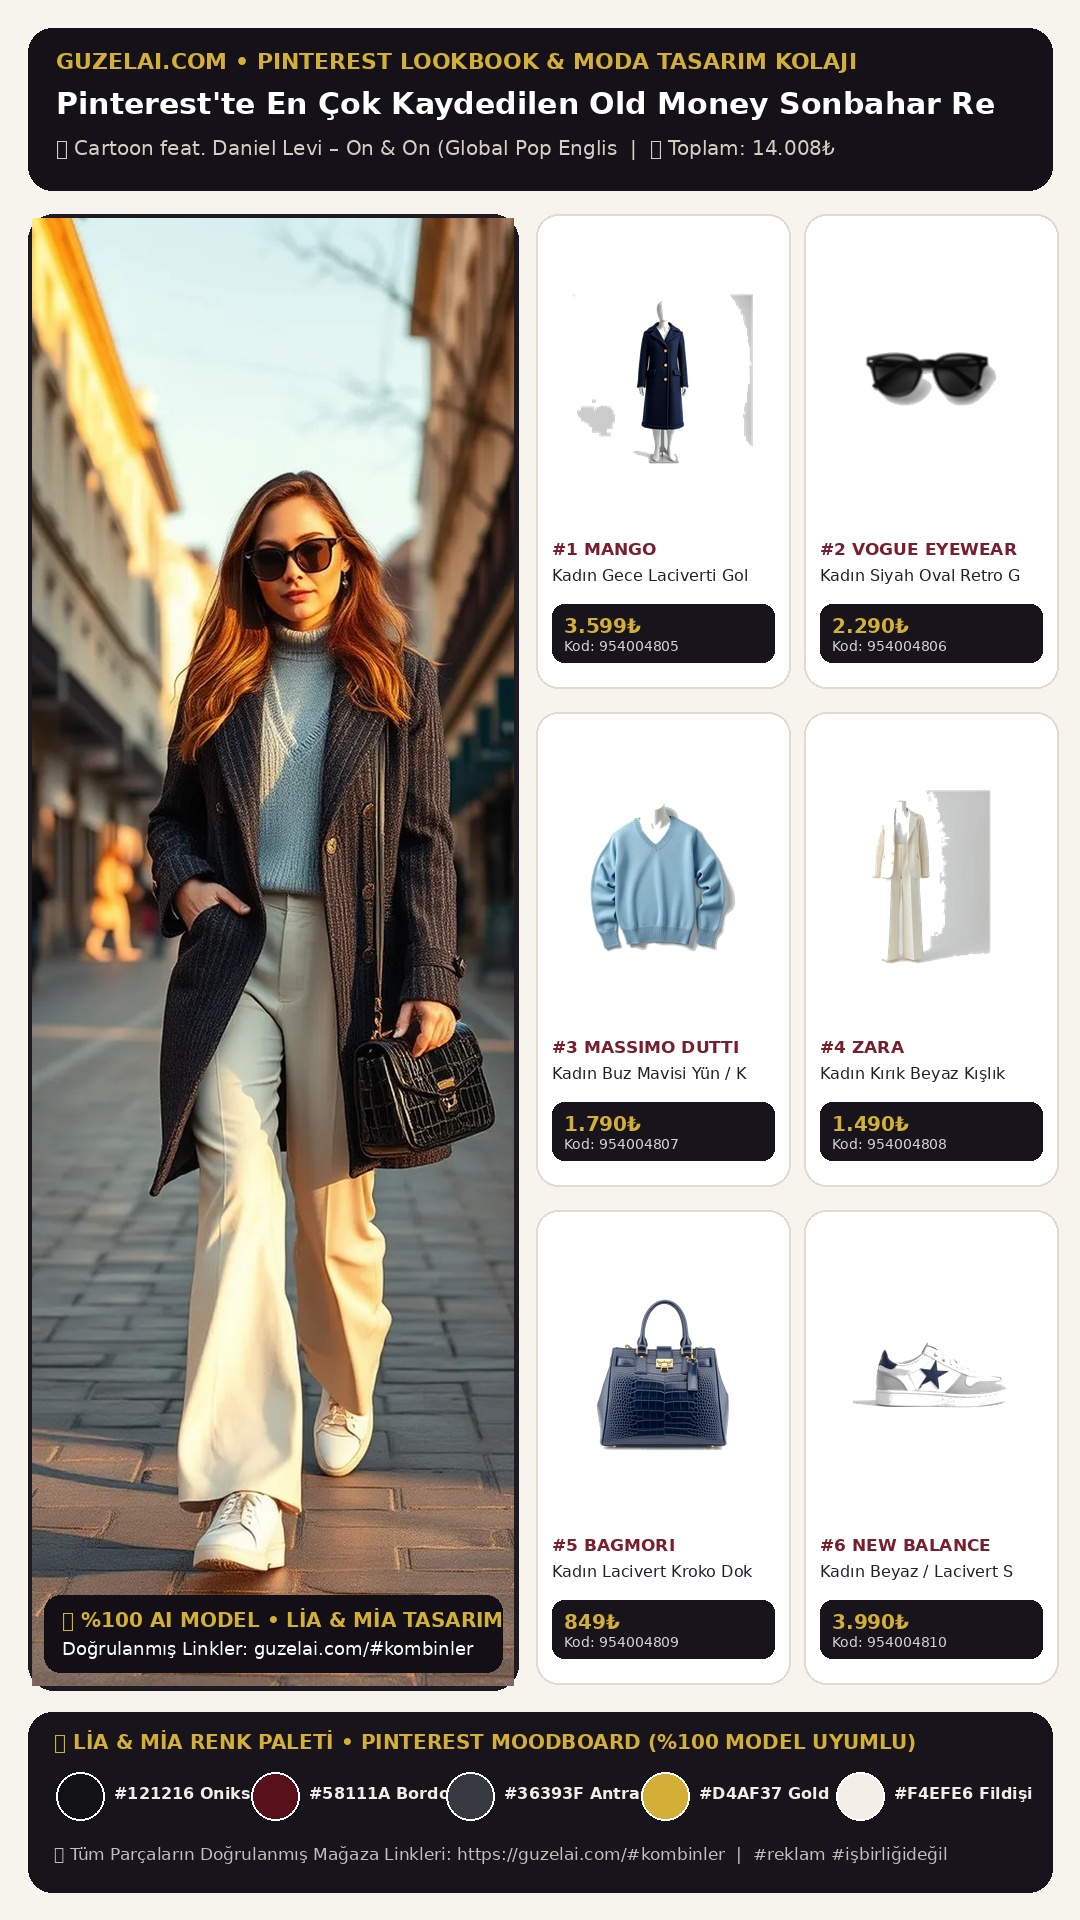 GUZELAI.COM • PINTEREST LOOKBOOK & MODA TASARIM KOLAJI
Pinterest'te En Çok Kaydedilen Old Money Sonbahar Re
Cartoon feat. Daniel Levi – On & On (Global Pop Englis | Toplam: 14.008₺
#1 MANGO
Kadın Gece Laciverti Gol
3.599₺
Kod: 954004805
#2 VOGUE EYEWEAR
Kadın Siyah Oval Retro G
2.290₺
Kod: 954004806
#3 MASSIMO DUTTI
Kadın Buz Mavisi Yün / K
1.790₺
Kod: 954004807
#4 ZARA
Kadın Kırık Beyaz Kışlık
1.490₺
Kod: 954004808
#5 BAGMORI
Kadın Lacivert Kroko Dok
849₺
Kod: 954004809
#6 NEW BALANCE
Kadın Beyaz / Lacivert S
3.990₺
Kod: 954004810
%100 AI MODEL • LİA & MİA TASARIM
Doğrulanmış Linkler: guzelai.com/#kombinler
LİA & MİA RENK PALETİ • PINTEREST MOODBOARD (%100 MODEL UYUMLU)
#121216 Oniks #58111A Bordo #36393F Antra #D4AF37 Gold #F4EFE6 Fildişi
Tüm Parçaların Doğrulanmış Mağaza Linkleri: https://guzelai.com/#kombinler | #reklam #işbirliğideğil